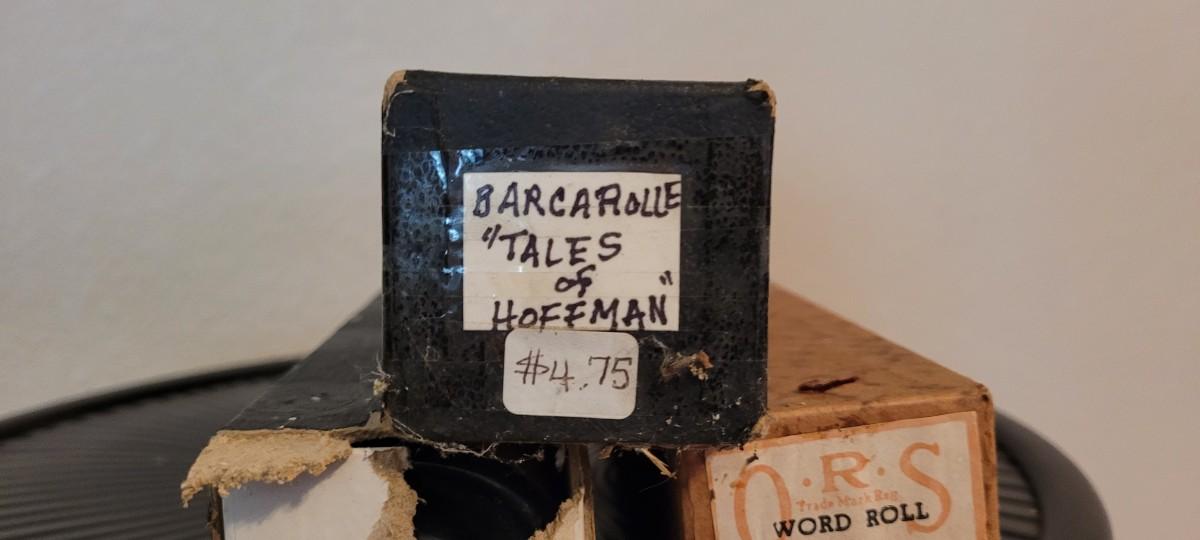 BARCAROLLE
"TALES
of
HOFFMAN"
$4.75
Q·R·S
Trade Mark Reg
WORD ROLL